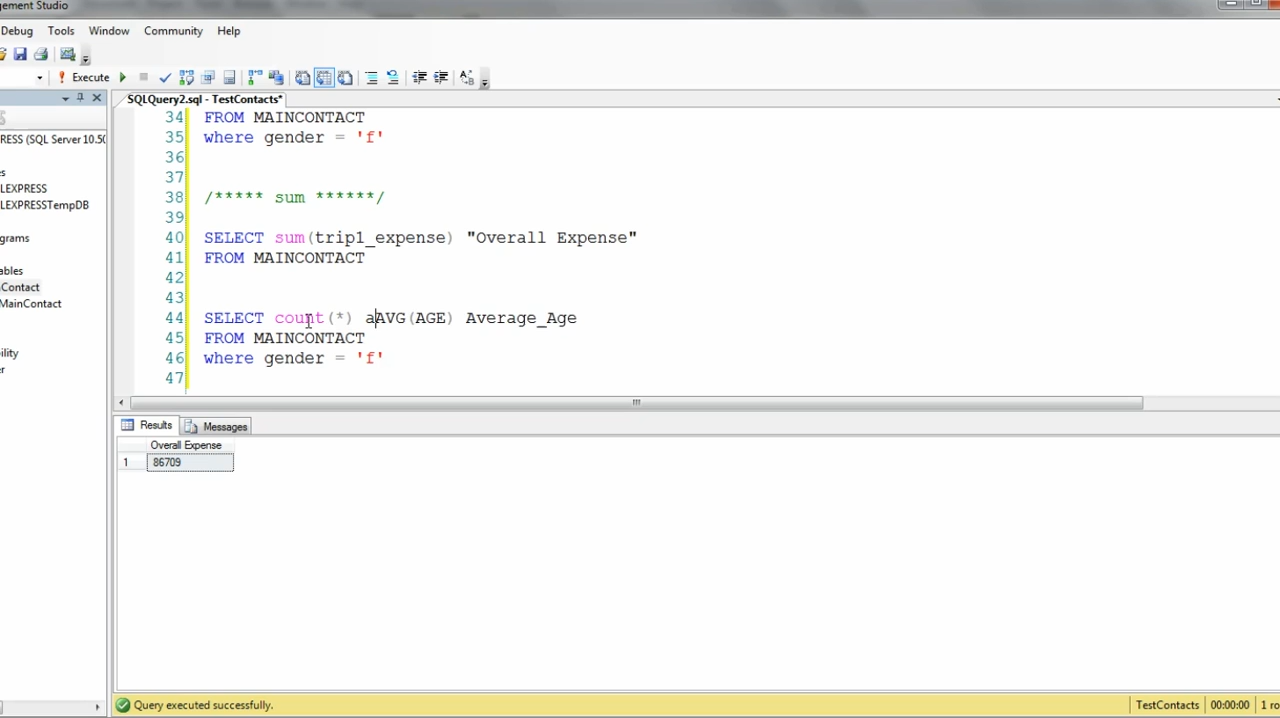 gement Studio
Debug Tools Window Community Help
Execute
SQLQuery2.sql - TestContacts*
RESS (SQL Server 10.50
s
LEXPRESS
LEXPRESSTempDB
grams
ables
nContact
MainContact
ility
r
34 FROM MAINCONTACT
35 where gender = 'f'
36
37
38 /***** sum ******/
39
40 SELECT sum(trip1_expense) "Overall Expense"
41 FROM MAINCONTACT
42
43
44 SELECT count(*) aAVG(AGE) Average_Age
45 FROM MAINCONTACT
46 where gender = 'f'
47
Results Messages
Overall Expense
1 86709
Query executed successfully.
TestContacts 00:00:00 1 ro